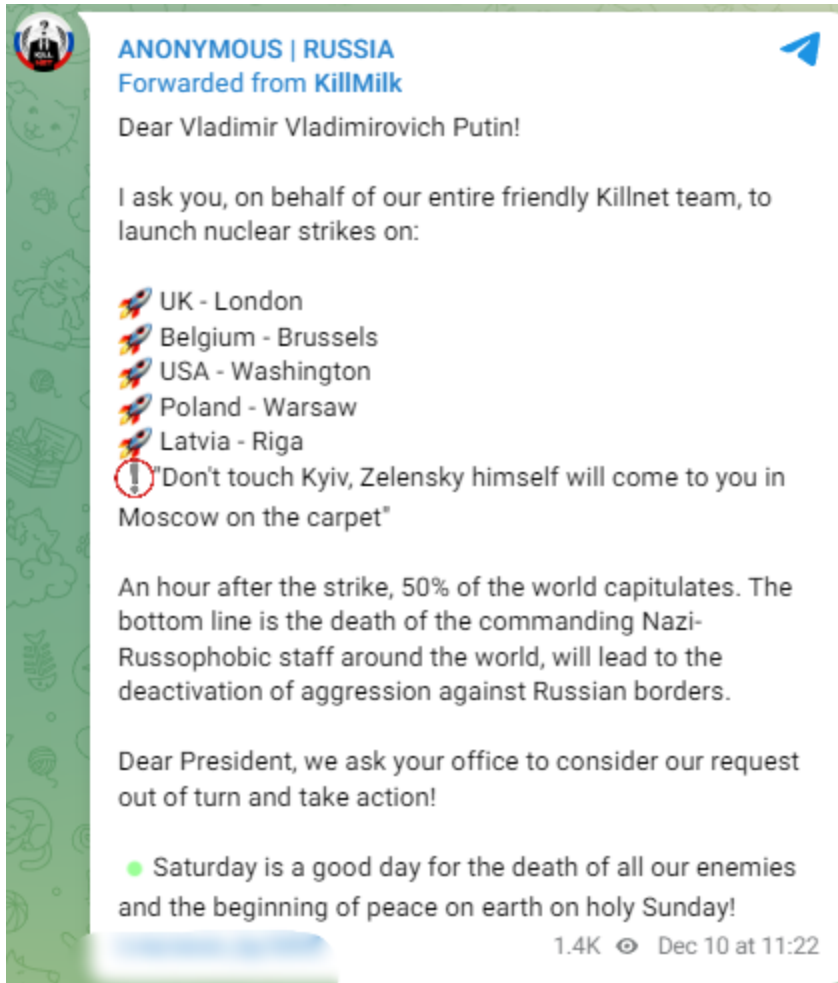 ANONYMOUS | RUSSIA
Forwarded from KillMilk
Dear Vladimir Vladimirovich Putin!
I ask you, on behalf of our entire friendly Killnet team, to
launch nuclear strikes on:
🚀 UK - London
🚀 Belgium - Brussels
🚀 USA - Washington
🚀 Poland - Warsaw
🚀 Latvia - Riga
❕"Don't touch Kyiv, Zelensky himself will come to you in
Moscow on the carpet"
An hour after the strike, 50% of the world capitulates. The
bottom line is the death of the commanding Nazi-
Russophobic staff around the world, will lead to the
deactivation of aggression against Russian borders.
Dear President, we ask your office to consider our request
out of turn and take action!
Saturday is a good day for the death of all our enemies
and the beginning of peace on earth on holy Sunday!
1.4K Dec 10 at 11:22